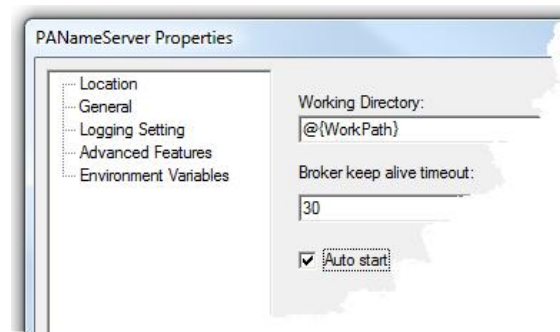 PANameServer Properties
Location
General
Logging Setting
Advanced Features
Environment Variables
Working Directory:
@{WorkPath}
Broker keep alive timeout:
30
Auto start